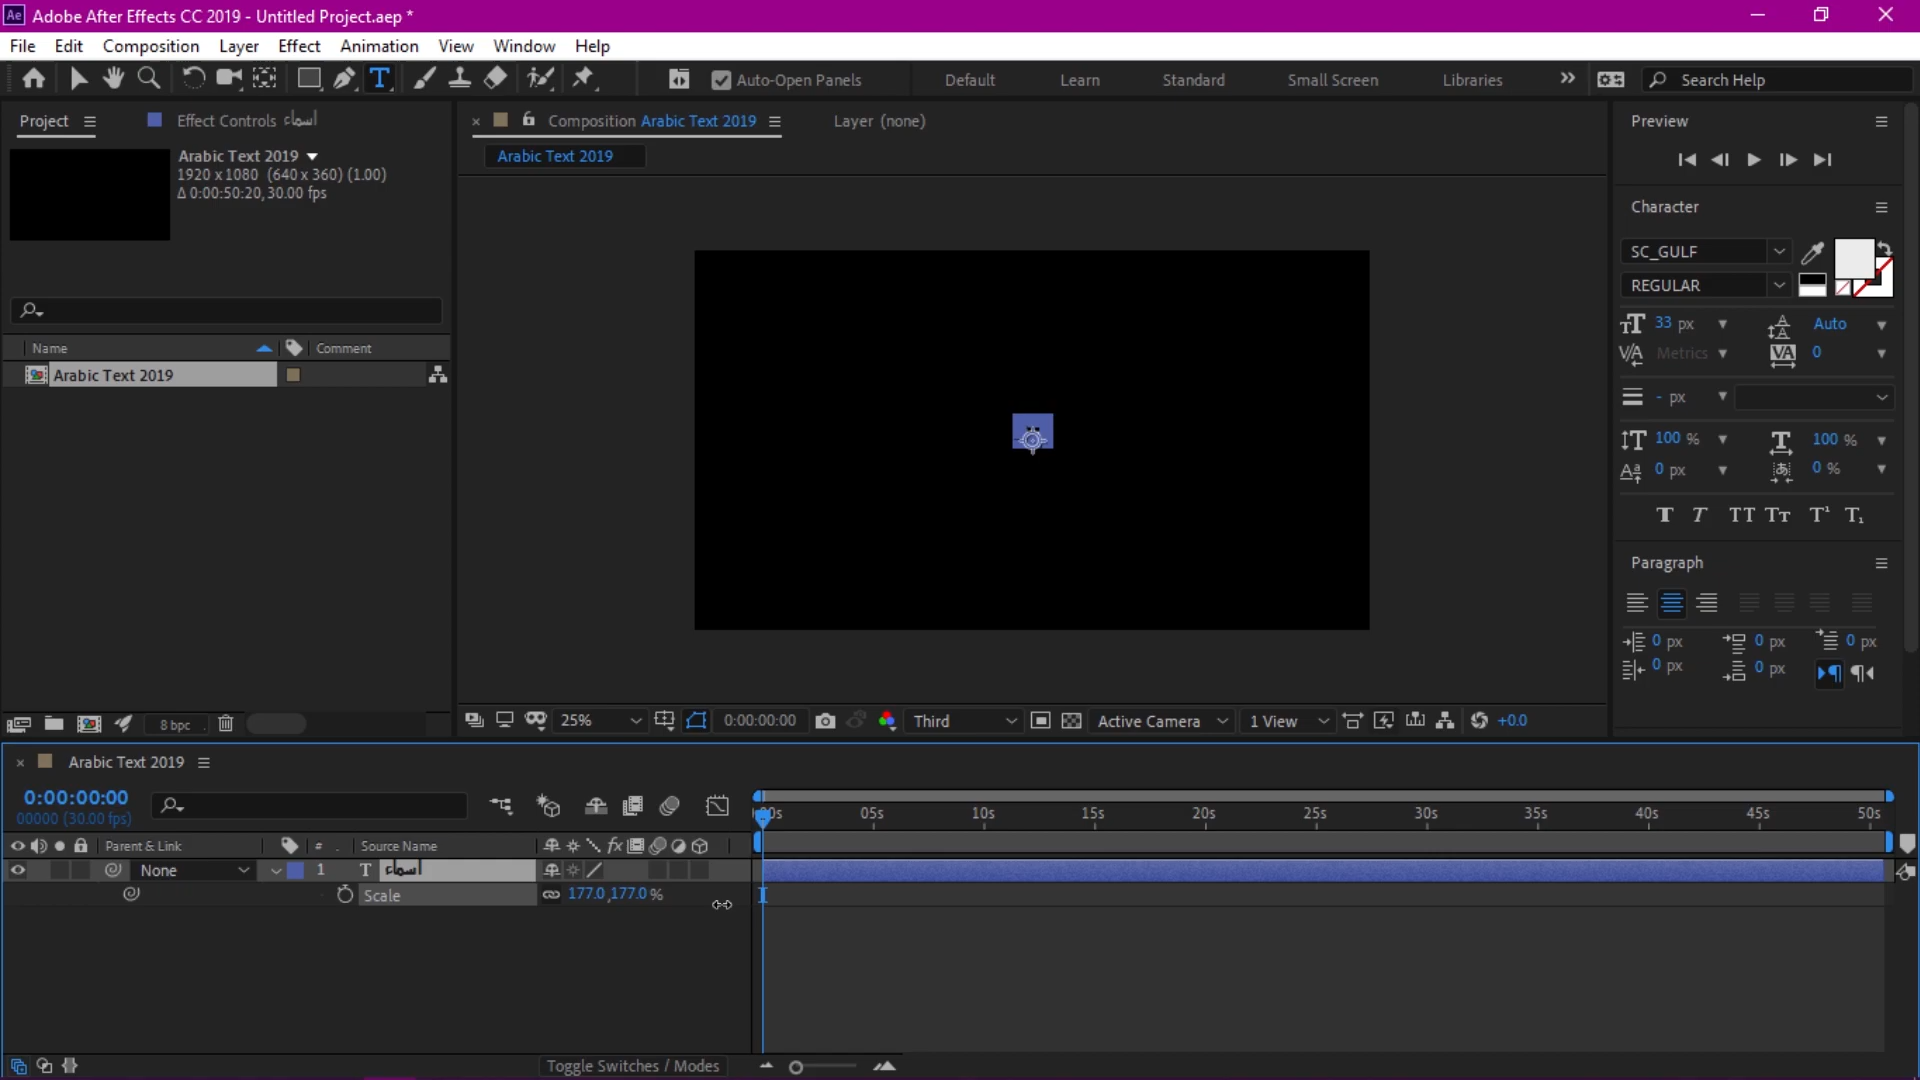 Adobe After Effects CC 2019 - Untitled Project.aep *
File Edit Composition Layer Effect Animation View Window Help
Auto-Open Panels Default Learn Standard Small Screen Libraries Search Help
Project
Effect Controls أسماء
Arabic Text 2019
1920 x 1080 (640 x 360) (1.00)
Δ 0:00:50:20, 30.00 fps
Name Comment
Arabic Text 2019
8 bpc
Composition Arabic Text 2019
Layer (none)
Arabic Text 2019
25% 0:00:00:00 Third Active Camera 1 View +0.0
Preview
Character
SC_GULF
REGULAR
33 px Auto
Metrics 0
- px
100 % 100 %
0 px 0 %
T T TT Tt T¹ T₁
Paragraph
0 px 0 px 0 px
0 px 0 px
Arabic Text 2019
0:00:00:00
00000 (30.00 fps)
00s 05s 10s 15s 20s 25s 30s 35s 40s 45s 50s
Parent & Link # . Source Name
None 1 T أسماء
Scale 177.0,177.0 %
Toggle Switches / Modes